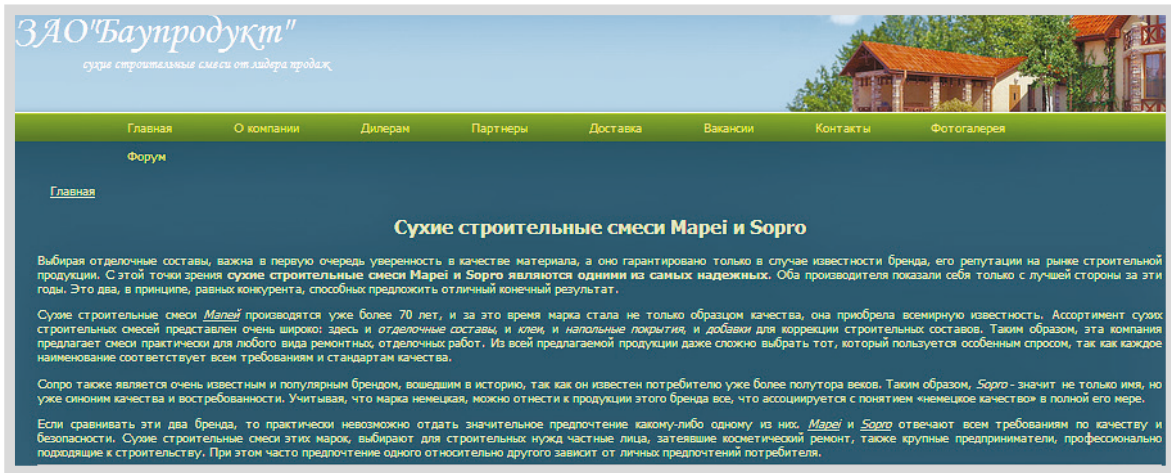 ЗАО"Баупродукт"
сухие строительные смеси от лидера продаж
Главная О компании Дилерам Партнеры Доставка Вакансии Контакты Фотогалерея
Форум
Главная
Сухие строительные смеси Mapei и Sopro
Выбирая отделочные составы, важна в первую очередь уверенность в качестве материала, а оно гарантировано только в случае известности бренда, его репутации на рынке строительной
продукции. С этой точки зрения сухие строительные смеси Mapei и Sopro являются одними из самых надежных. Оба производителя показали себя только с лучшей стороны за эти
годы. Это два, в принципе, равных конкурента, способных предложить отличный конечный результат.
Сухие строительные смеси Мапей производятся уже более 70 лет, и за это время марка стала не только образцом качества, она приобрела всемирную известность. Ассортимент сухих
строительных смесей представлен очень широко: здесь и отделочные составы, и клеи, и напольные покрытия, и добавки для коррекции строительных составов. Таким образом, эта компания
предлагает смеси практически для любого вида ремонтных, отделочных работ. Из всей предлагаемой продукции даже сложно выбрать тот, который пользуется особенным спросом, так как каждое
наименование соответствует всем требованиям и стандартам качества.
Сопро также является очень известным и популярным брендом, вошедшим в историю, так как он известен потребителю уже более полутора веков. Таким образом, Sopro - значит не только имя, но
уже синоним качества и востребованности. Учитывая, что марка немецкая, можно отнести к продукции этого бренда все, что ассоциируется с понятием «немецкое качество» в полной его мере.
Если сравнивать эти два бренда, то практически невозможно отдать значительное предпочтение какому-либо одному из них. Mapei и Sopro отвечают всем требованиям по качеству и
безопасности. Сухие строительные смеси этих марок, выбирают для строительных нужд частные лица, затеявшие косметический ремонт, также крупные предприниматели, профессионально
подходящие к строительству. При этом часто предпочтение одного относительно другого зависит от личных предпочтений потребителя.